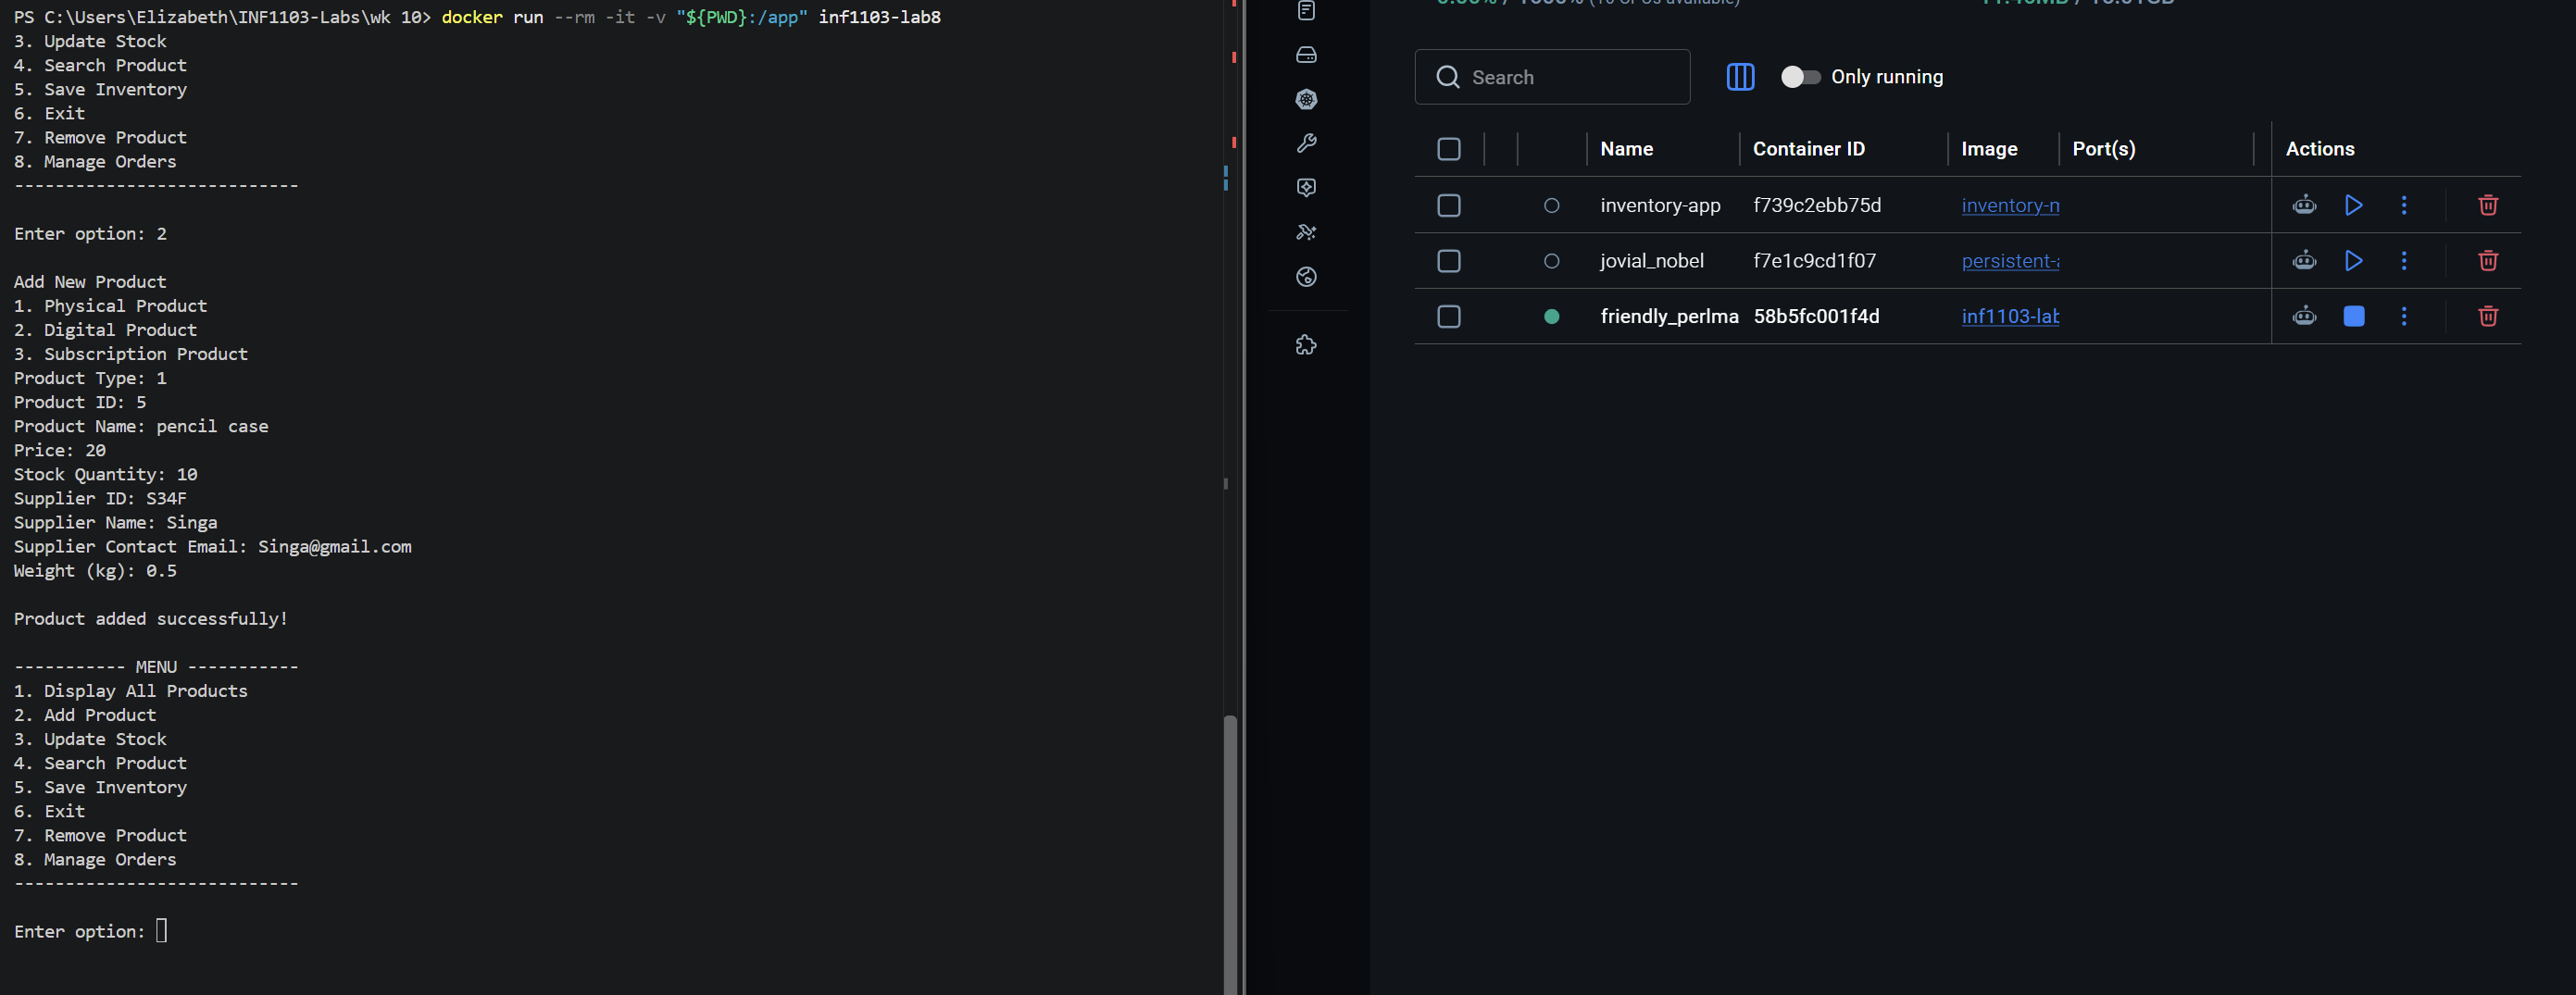 PS C:\Users\Elizabeth\INF1103-Labs\wk 10> docker run --rm -it -v "${PWD}:/app" inf1103-lab8
3. Update Stock
4. Search Product
5. Save Inventory
6. Exit
7. Remove Product
8. Manage Orders
----------------------------
Enter option: 2
Add New Product
1. Physical Product
2. Digital Product
3. Subscription Product
Product Type: 1
Product ID: 5
Product Name: pencil case
Price: 20
Stock Quantity: 10
Supplier ID: S34F
Supplier Name: Singa
Supplier Contact Email: Singa@gmail.com
Weight (kg): 0.5
Product added successfully!
----------- MENU -----------
1. Display All Products
2. Add Product
3. Update Stock
4. Search Product
5. Save Inventory
6. Exit
7. Remove Product
8. Manage Orders
----------------------------
Enter option:
Search
Only running
Name Container ID Image Port(s) Actions
inventory-app f739c2ebb75d inventory-n
jovial_nobel f7e1c9cd1f07 persistent-
friendly_perlma 58b5fc001f4d inf1103-lab